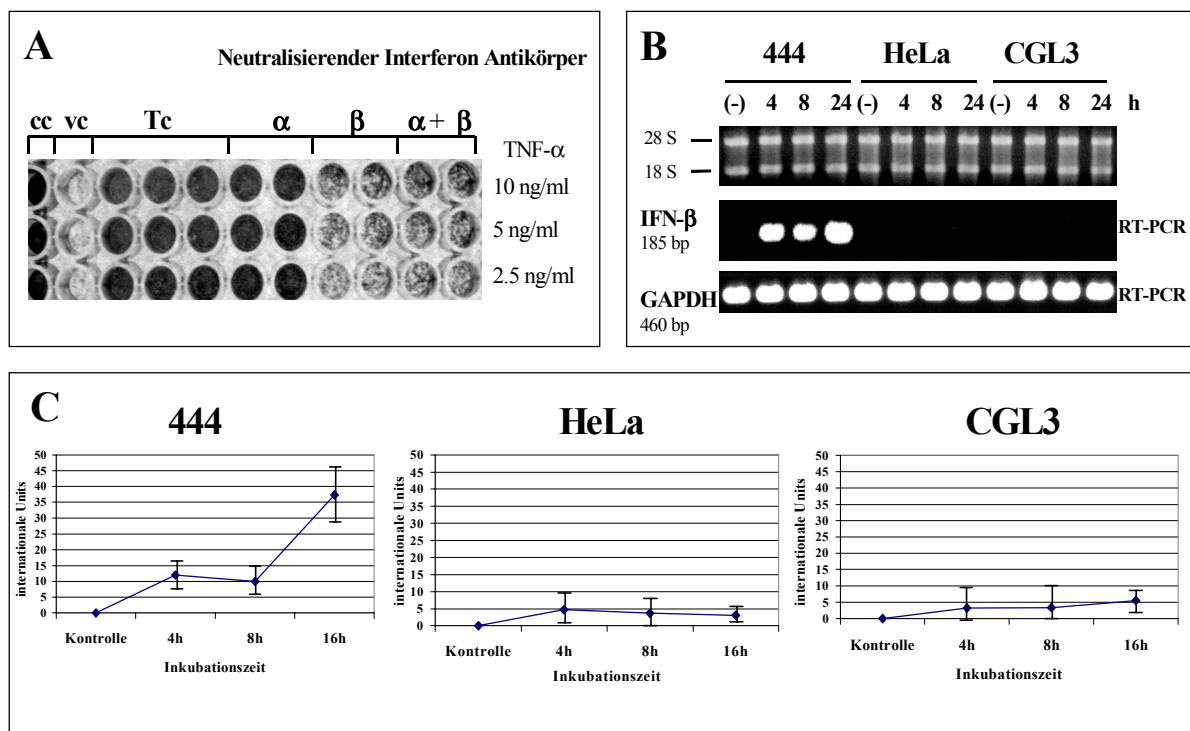 A
Neutralisierender Interferon Antikörper
cc vc Tc α β α + β
TNF-α
10 ng/ml
5 ng/ml
2.5 ng/ml
B
444 HeLa CGL3
(-) 4 8 24 (-) 4 8 24 (-) 4 8 24 h
28 S
18 S
IFN-β
185 bp
RT-PCR
GAPDH
460 bp
RT-PCR
C
444
internationale Units
50
45
40
35
30
25
20
15
10
5
0
Kontrolle 4h 8h 16h
Inkubationszeit
HeLa
internationale Units
50
45
40
35
30
25
20
15
10
5
0
Kontrolle 4h 8h 16h
Inkubationszeit
CGL3
internationale Units
50
45
40
35
30
25
20
15
10
5
0
Kontrolle 4h 8h 16h
Inkubationszeit